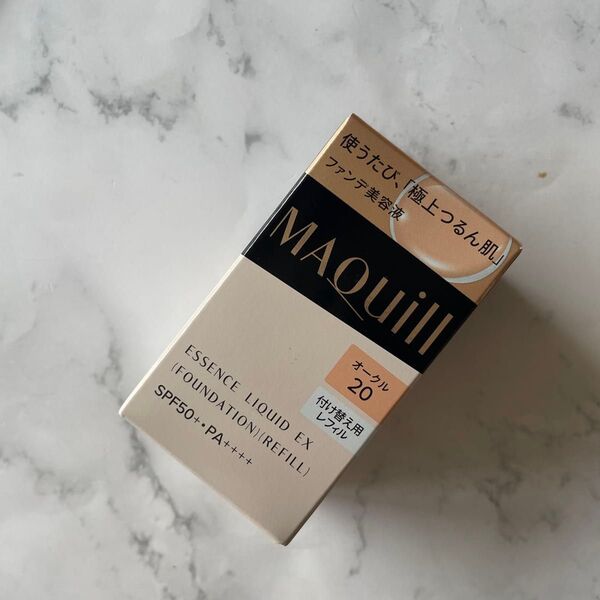 使うたび、「極上つるん肌」
ファンデ美容液
MAQuill
オークル
20
付け替え用
レフィル
ESSENCE LIQUID EX
(FOUNDATION)(REFILL)
SPF50+・PA++++